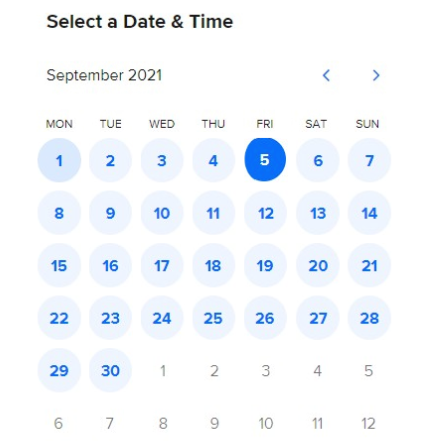 Select a Date & Time
September 2021
MON TUE WED THU FRI SAT SUN
1 2 3 4 5 6 7
8 9 10 11 12 13 14
15 16 17 18 19 20 21
22 23 24 25 26 27 28
29 30 1 2 3 4 5
6 7 8 9 10 11 12